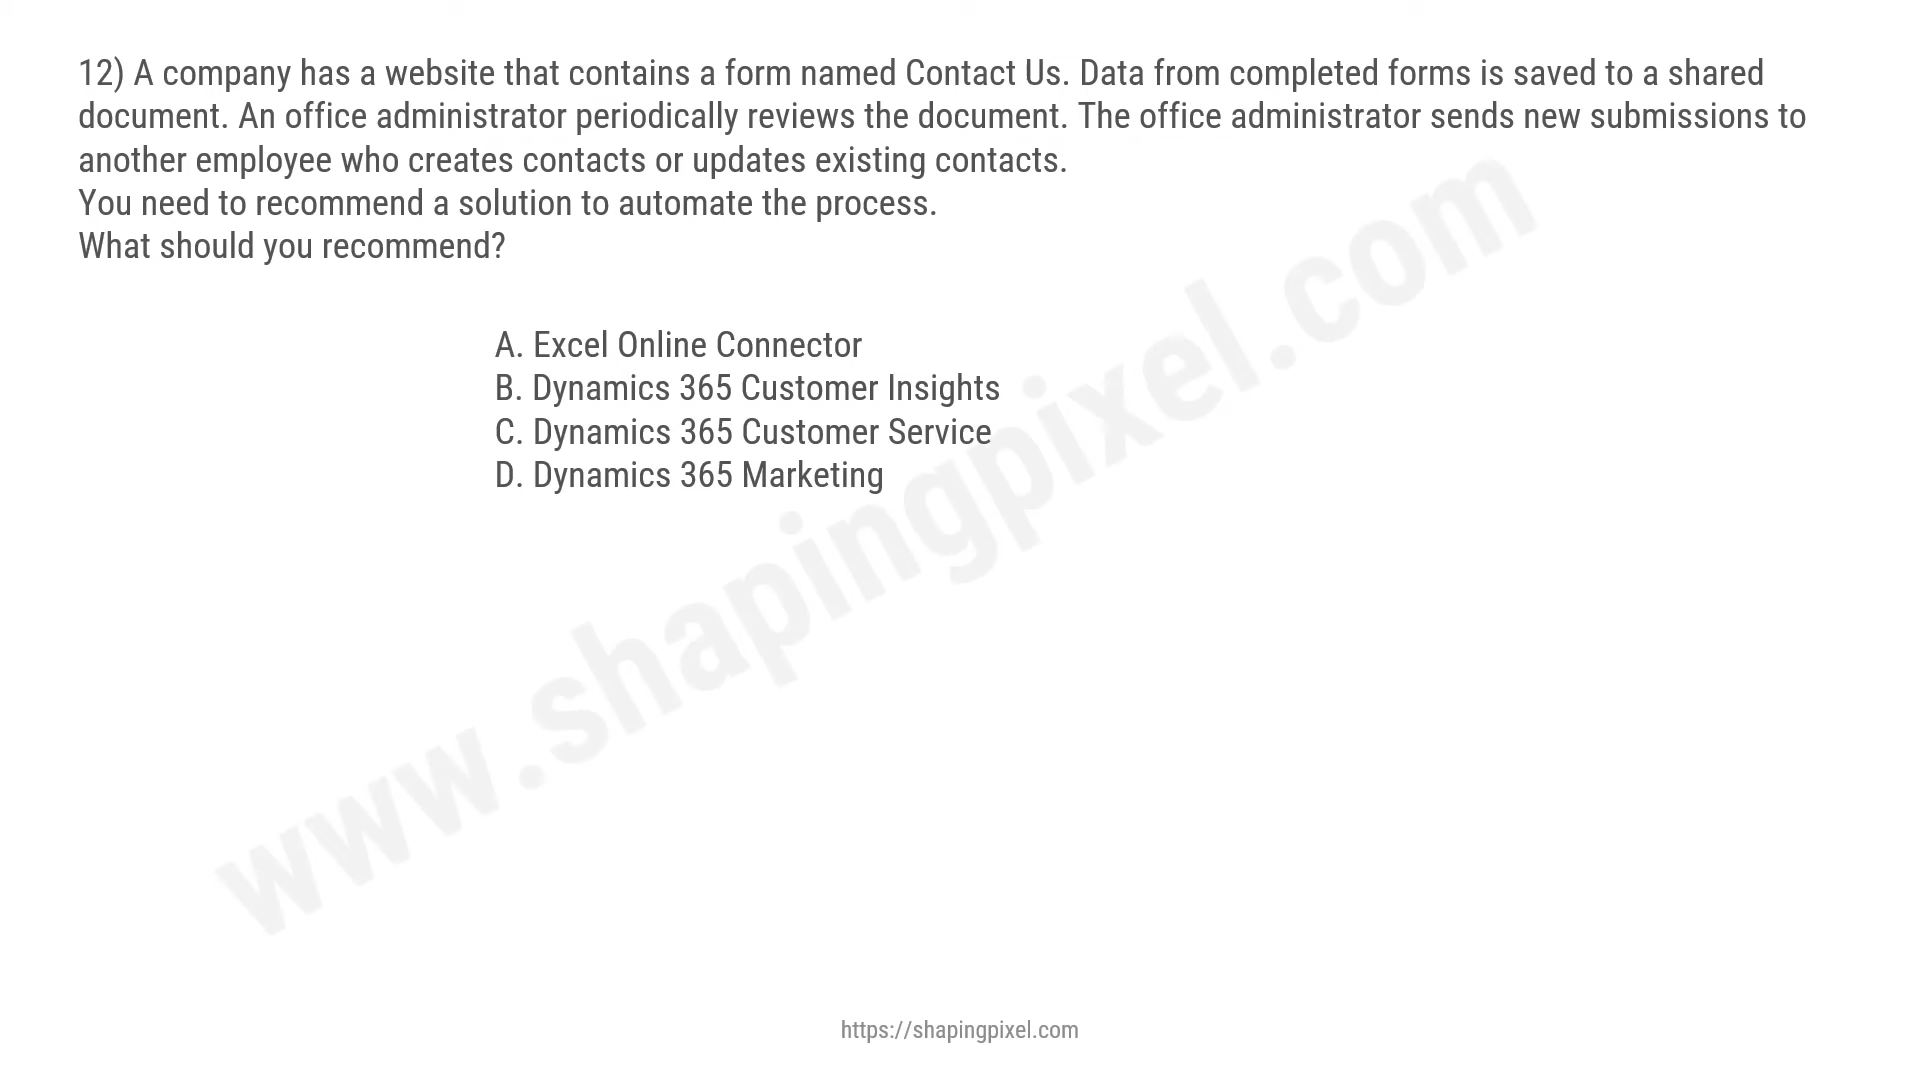 12) A company has a website that contains a form named Contact Us. Data from completed forms is saved to a shared
document. An office administrator periodically reviews the document. The office administrator sends new submissions to
another employee who creates contacts or updates existing contacts.
You need to recommend a solution to automate the process.
What should you recommend?
A. Excel Online Connector
B. Dynamics 365 Customer Insights
C. Dynamics 365 Customer Service
D. Dynamics 365 Marketing
www.shapingpixel.com
https://shapingpixel.com